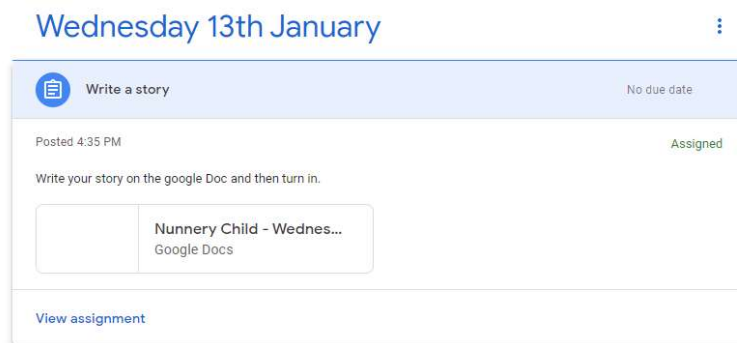 Wednesday 13th January
Write a story
No due date
Posted 4:35 PM
Assigned
Write your story on the google Doc and then turn in.
Nunnery Child - Wednes...
Google Docs
View assignment